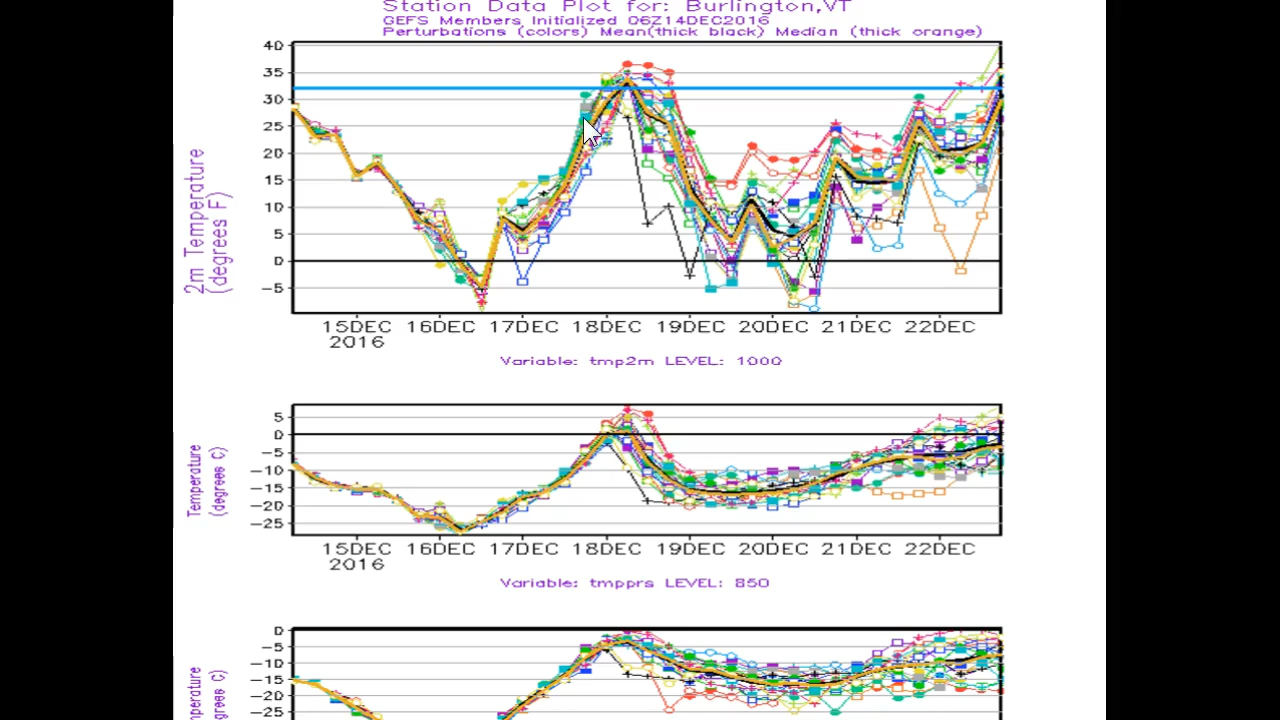 Station Data Plot for: Burlington,VT
GEFS Members Initialized 06Z14DEC2016
Perturbations (colors) Mean(thick black) Median (thick orange)
40
35
30
25
20
15
10
5
0
-5
2m Temperature
(degrees F)
15DEC 16DEC 17DEC 18DEC 19DEC 20DEC 21DEC 22DEC
2016
Variable: tmp2m LEVEL: 1000
5
0
-5
-10
-15
-20
-25
Temperature
(degrees C)
15DEC 16DEC 17DEC 18DEC 19DEC 20DEC 21DEC 22DEC
2016
Variable: tmpprs LEVEL: 850
0
-5
-10
-15
-20
-25
perature
grees C)